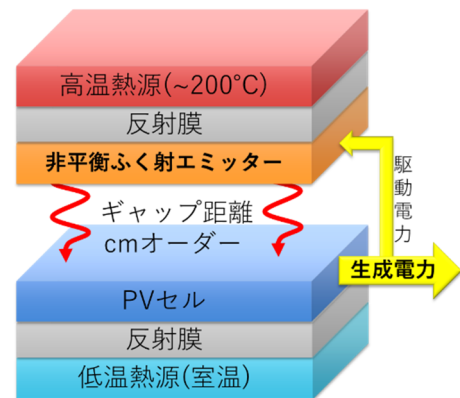 高温熱源(~200°C)
反射膜
非平衡ふく射エミッター
ギャップ距離
cmオーダー
駆動電力
生成電力
PVセル
反射膜
低温熱源(室温)